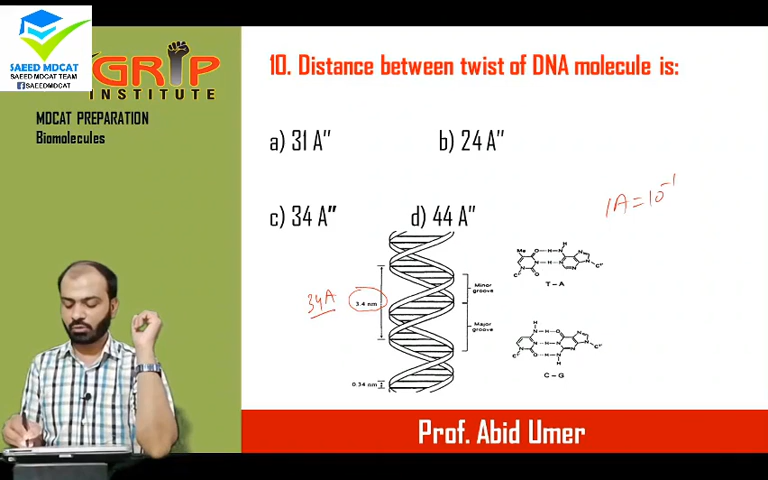 SAEED MDCAT
SAEED MDCAT TEAM
f /SAEEDMDCAT
GRIP
INSTITUTE
MDCAT PREPARATION
Biomolecules
10. Distance between twist of DNA molecule is:
a) 31 A" b) 24 A"
c) 34 A" d) 44 A"
1A=10⁻¹
34A
3.4 nm
0.34 nm
Minor
groove
Major
groove
Me
O H H
N H N N
N O N N C'
C'
T-A
H
N H O
N H N
N N
O H N N C'
C' H
C-G
Prof. Abid Umer